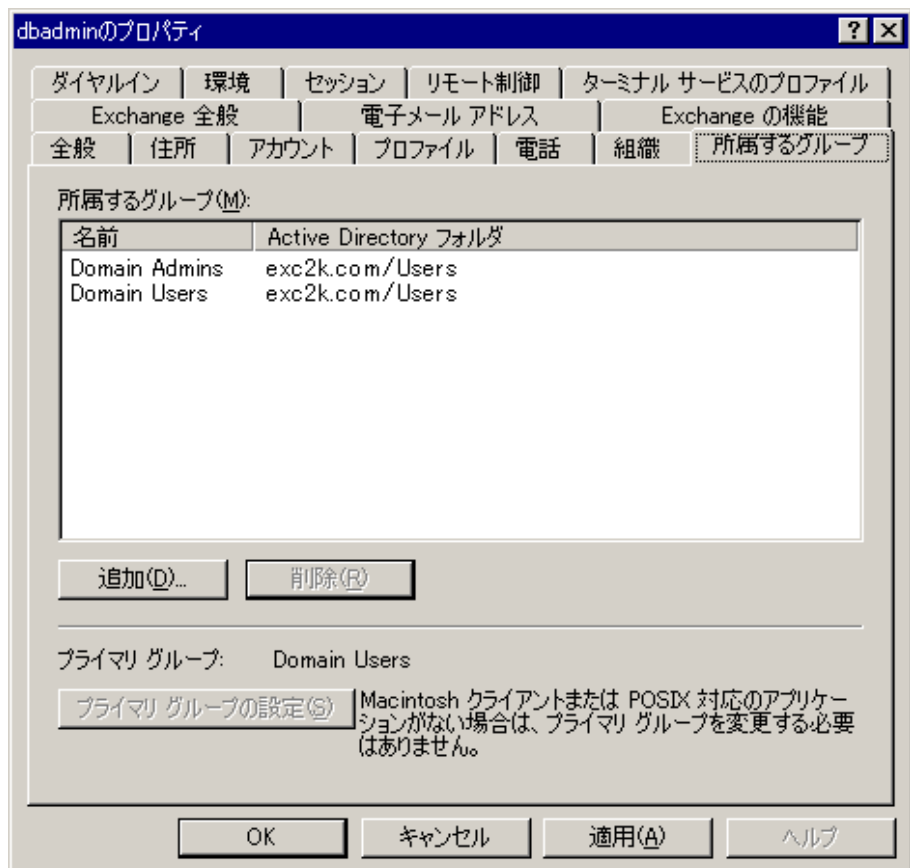 dbadminのプロパティ
ダイヤルイン 環境 セッション リモート制御 ターミナル サービスのプロファイル
Exchange 全般 電子メール アドレス Exchange の機能
全般 住所 アカウント プロファイル 電話 組織 所属するグループ
所属するグループ(M):
名前 Active Directory フォルダ
Domain Admins exc2k.com/Users
Domain Users exc2k.com/Users
追加(D)... 削除(R)
プライマリ グループ: Domain Users
プライマリ グループの設定(S)
Macintosh クライアントまたは POSIX 対応のアプリケー
ションがない場合は、プライマリ グループを変更する必要
はありません。
OK キャンセル 適用(A) ヘルプ